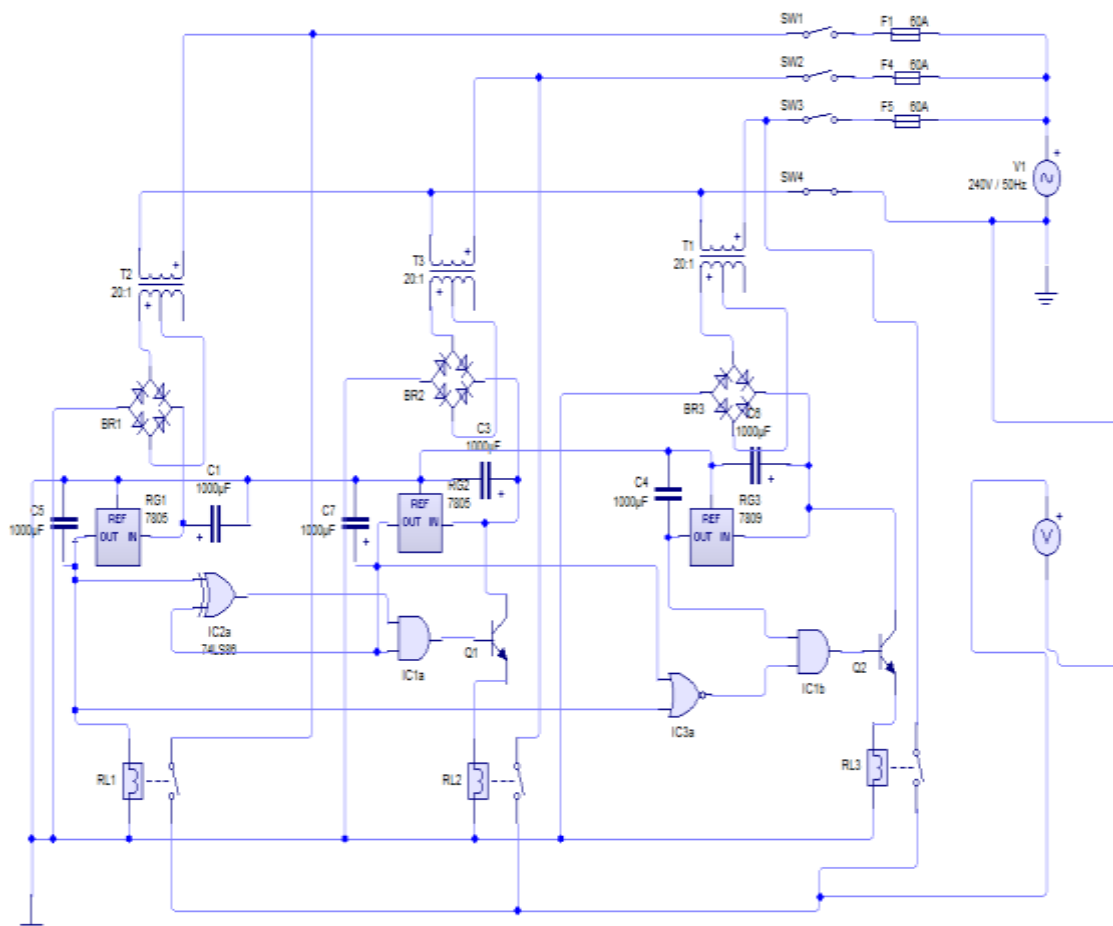 SW1
F1 60A
SW2
F4 60A
SW3
F5 60A
V1
240V / 50Hz
SW4
T2
20:1
T3
20:1
T1
20:1
BR1
BR2
BR3
C6
1000µF
C1
1000µF
C3
1000µF
C5
1000µF
RG1
7805
REF
OUT IN
C7
1000µF
RG2
7805
REF
OUT IN
C4
1000µF
RG3
7809
REF
OUT IN
V
IC2a
74LS86
IC1a
Q1
IC3a
IC1b
Q2
RL1
RL2
RL3